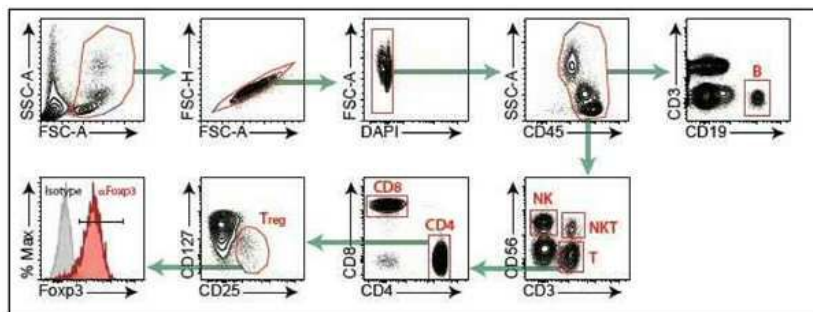 SSC-A
FSC-A
FSC-H
FSC-A
FSC-A
DAPI
SSC-A
CD45
CD3
CD19
B
% Max
Foxp3
Isotype
αFoxp3
CD127
CD25
Treg
CD8
CD4
CD8
CD4
CD56
CD3
NK
NKT
T